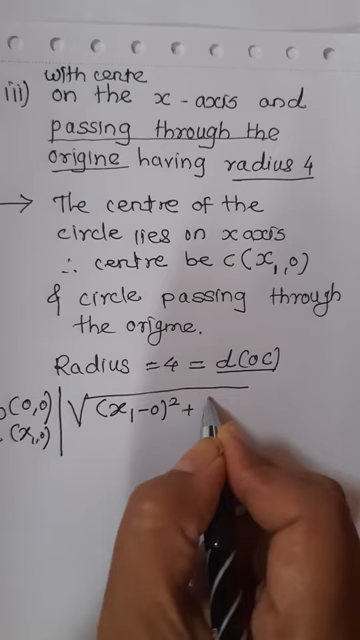 with cente
iii) on the x-axis and
passing through the
origine having radius 4
→ The centre of the
circle lies on x axis
∴ centre be C(x₁,0)
& circle passing through
the origme.
Radius = 4 = d(OC)
O(0,0) | √(x₁-0)² +
C(x₁,0)